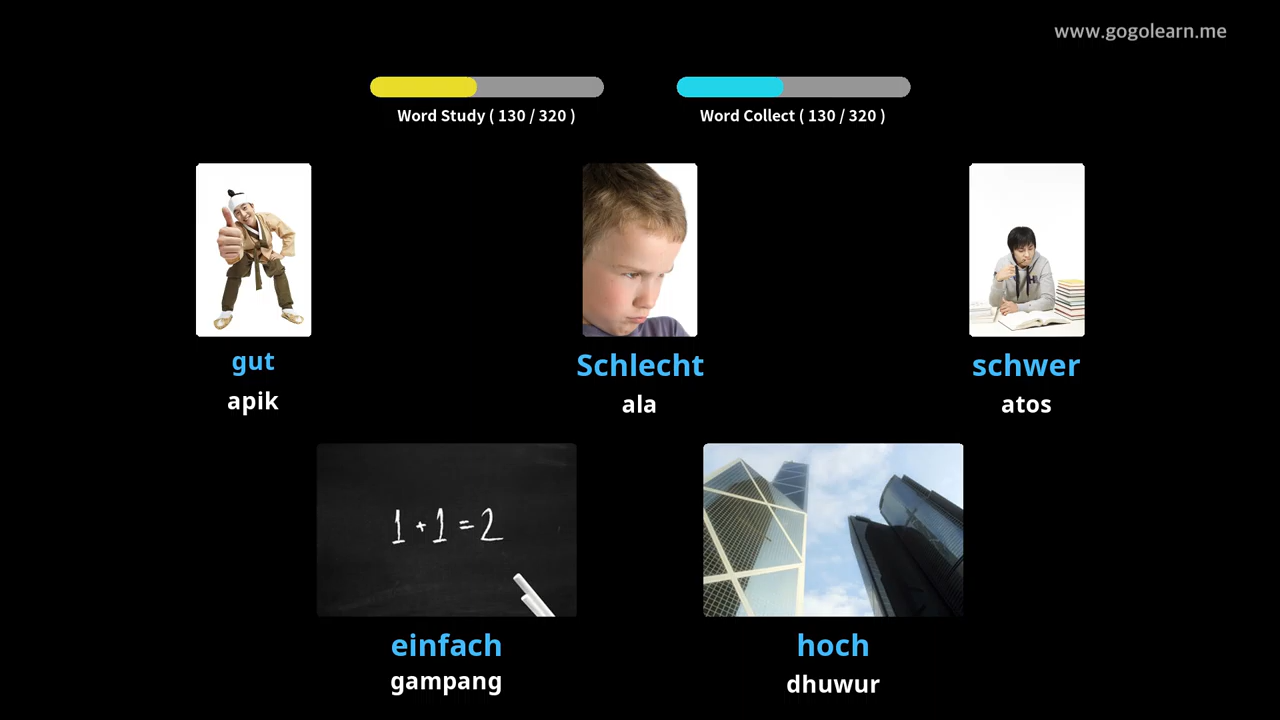 www.gogolearn.me
Word Study ( 130 / 320 )
Word Collect ( 130 / 320 )
gut
apik
Schlecht
ala
schwer
atos
1 + 1 = 2
einfach
gampang
hoch
dhuwur